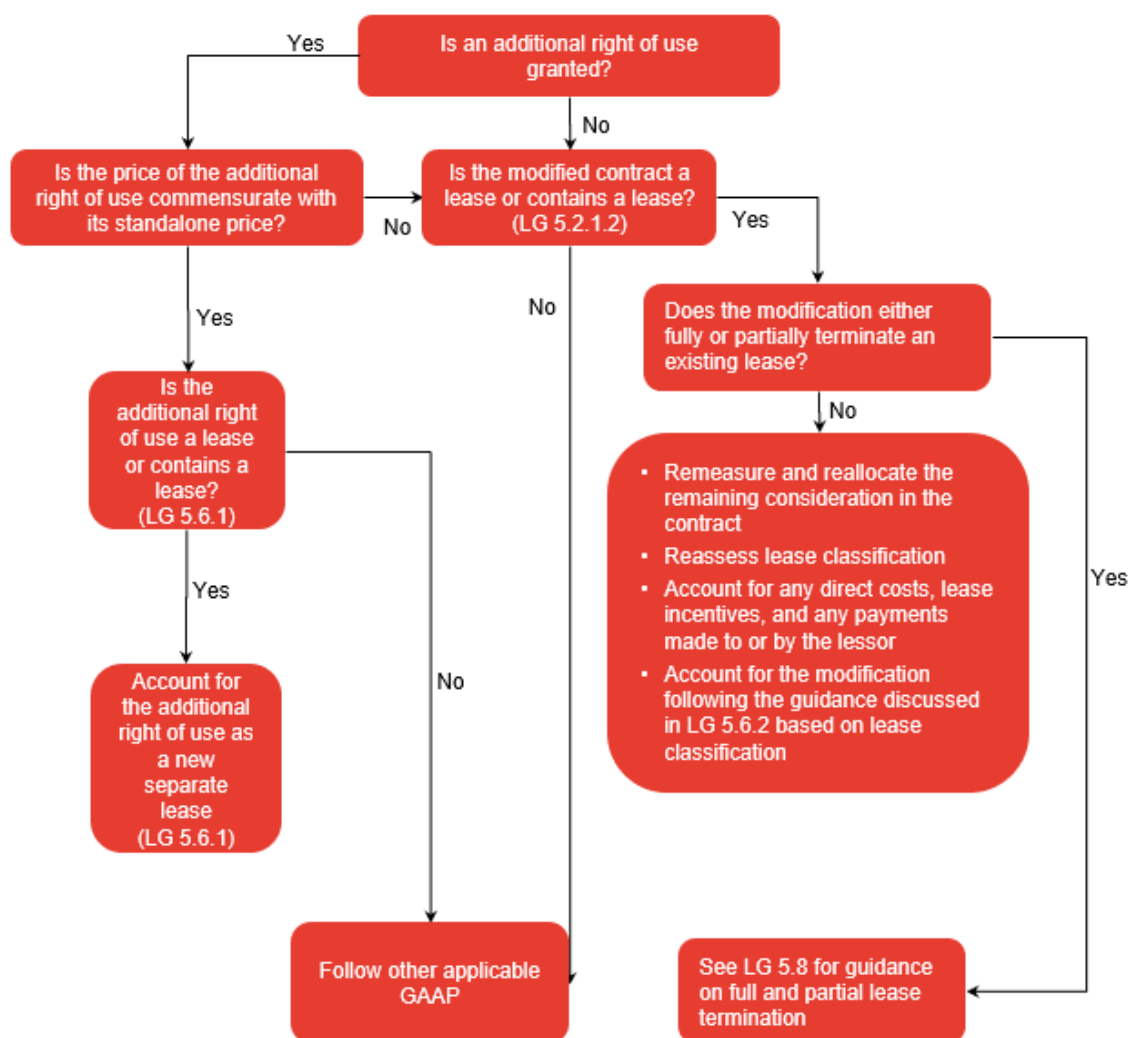 Is an additional right of use
granted?
Yes
No
Is the price of the additional
right of use commensurate with
its standalone price?
No
Is the modified contract a
lease or contains a lease?
(LG 5.2.1.2)
Yes
Yes
No
Does the modification either
fully or partially terminate an
existing lease?
Is the
additional right
of use a lease
or contains a
lease?
(LG 5.6.1)
No
▪ Remeasure and reallocate the
remaining consideration in the
contract
▪ Reassess lease classification
▪ Account for any direct costs, lease
incentives, and any payments
made to or by the lessor
▪ Account for the modification
following the guidance discussed
in LG 5.6.2 based on lease
classification
Yes
Yes
No
Account for
the additional
right of use as
a new
separate
lease
(LG 5.6.1)
Follow other applicable
GAAP
See LG 5.8 for guidance
on full and partial lease
termination